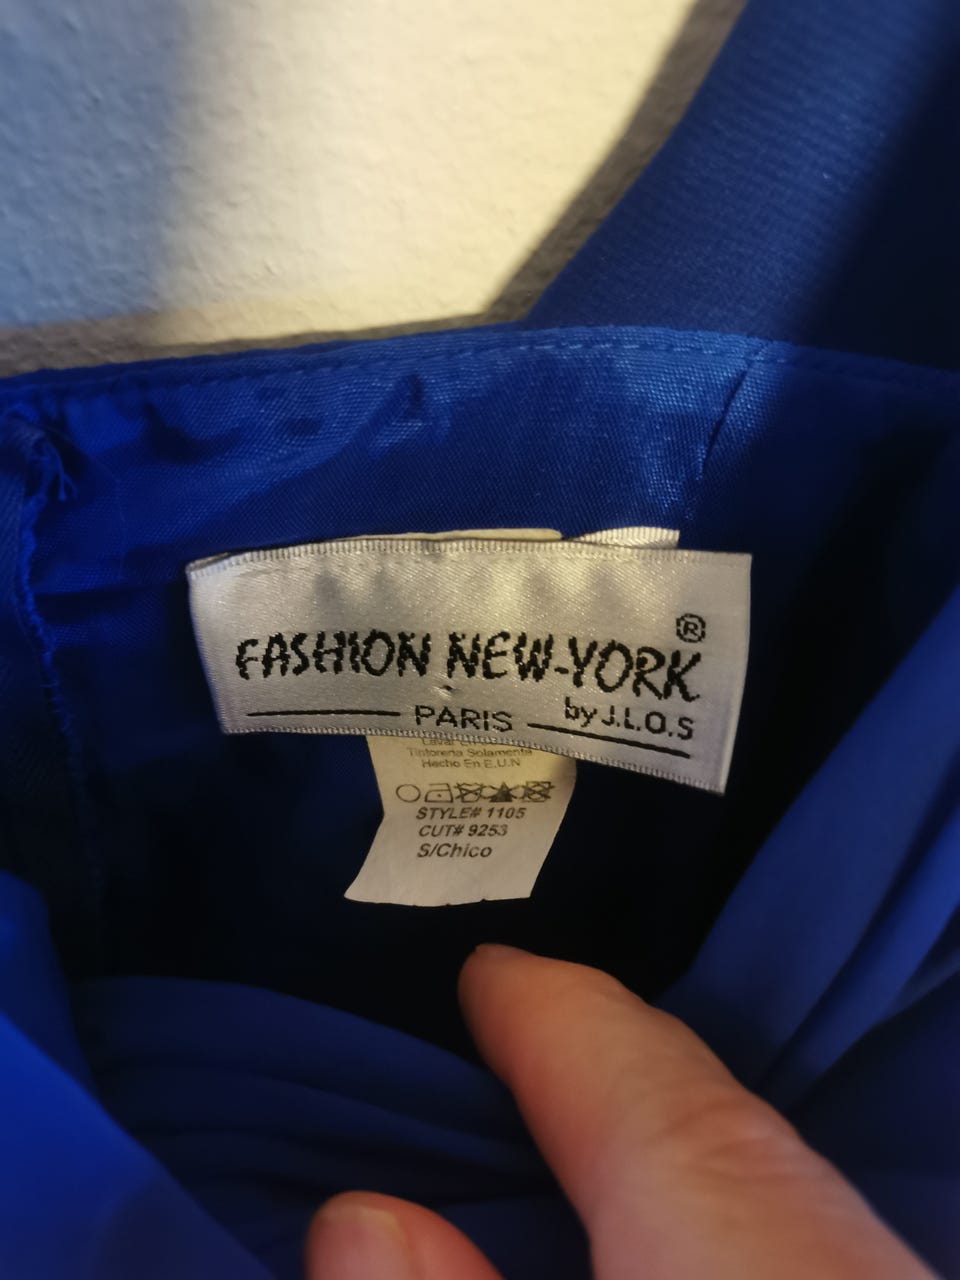 FASHION NEW-YORK ®
PARIS by J.L.O.S
Tintoreria Solamente
Hecho En E.U.N
STYLE# 1105
CUT# 9253
S/Chico